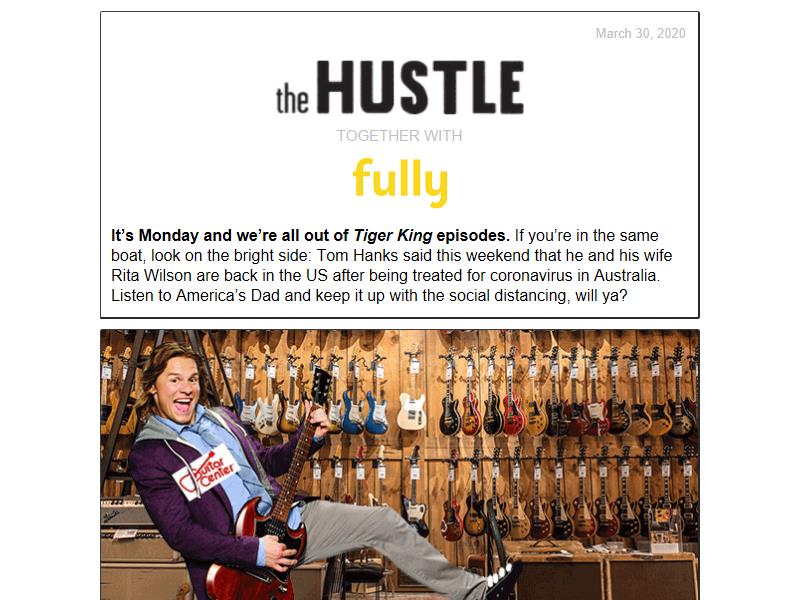 March 30, 2020
the HUSTLE
TOGETHER WITH
fully
It’s Monday and we’re all out of Tiger King episodes. If you’re in the same
boat, look on the bright side: Tom Hanks said this weekend that he and his wife
Rita Wilson are back in the US after being treated for coronavirus in Australia.
Listen to America’s Dad and keep it up with the social distancing, will ya?
Guitar
Center